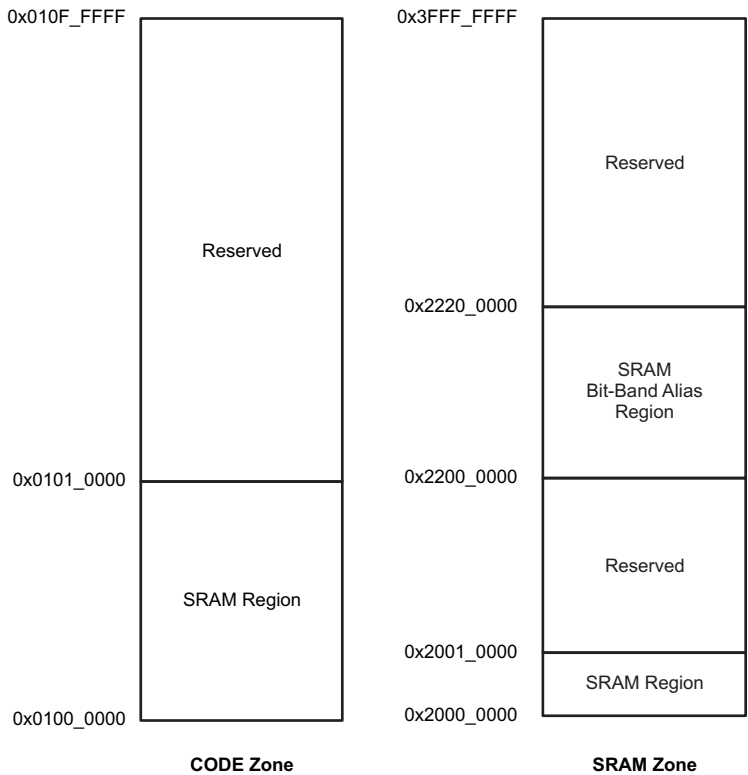 0x010F_FFFF
Reserved
0x0101_0000
SRAM Region
0x0100_0000
CODE Zone
0x3FFF_FFFF
Reserved
0x2220_0000
SRAM
Bit-Band Alias
Region
0x2200_0000
Reserved
0x2001_0000
SRAM Region
0x2000_0000
SRAM Zone